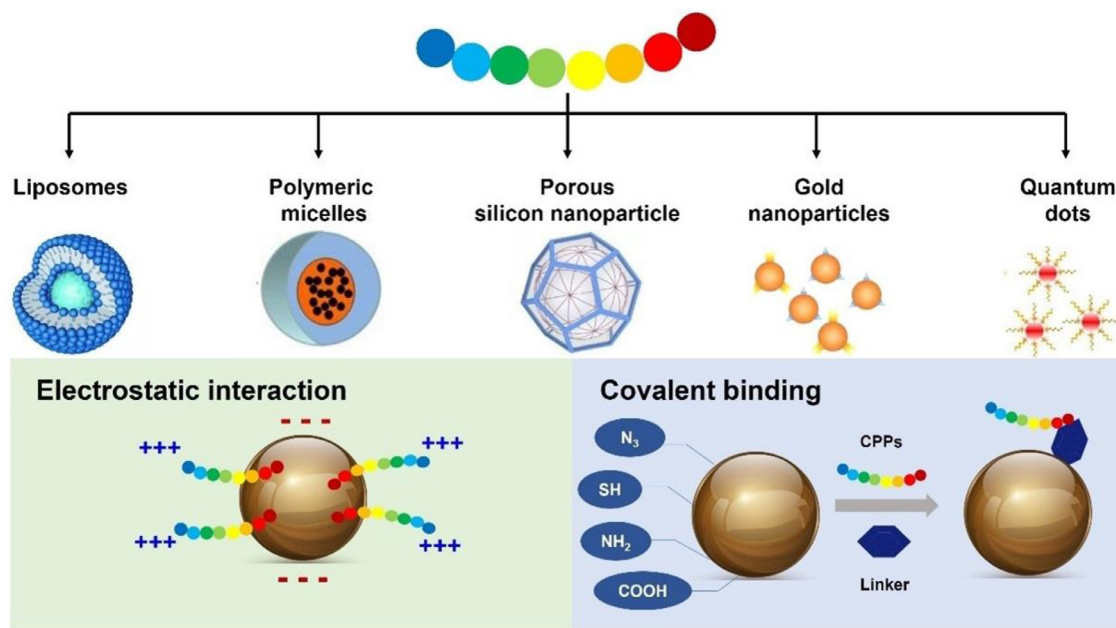 Liposomes
Polymeric
micelles
Porous
silicon nanoparticle
Gold
nanoparticles
Quantum
dots
Electrostatic interaction
- - -
+++
+++
+++
+++
- - -
Covalent binding
N₃
SH
NH₂
COOH
CPPs
Linker